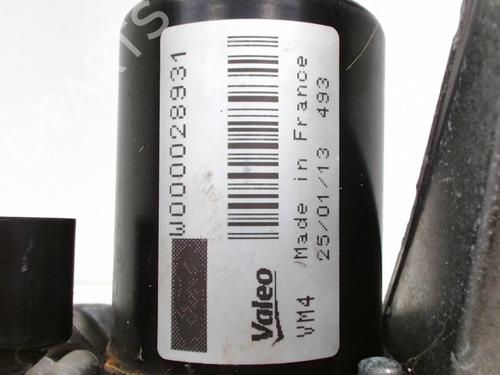 W000028931
Valeo
VM4
Made in France
25/01/13 493